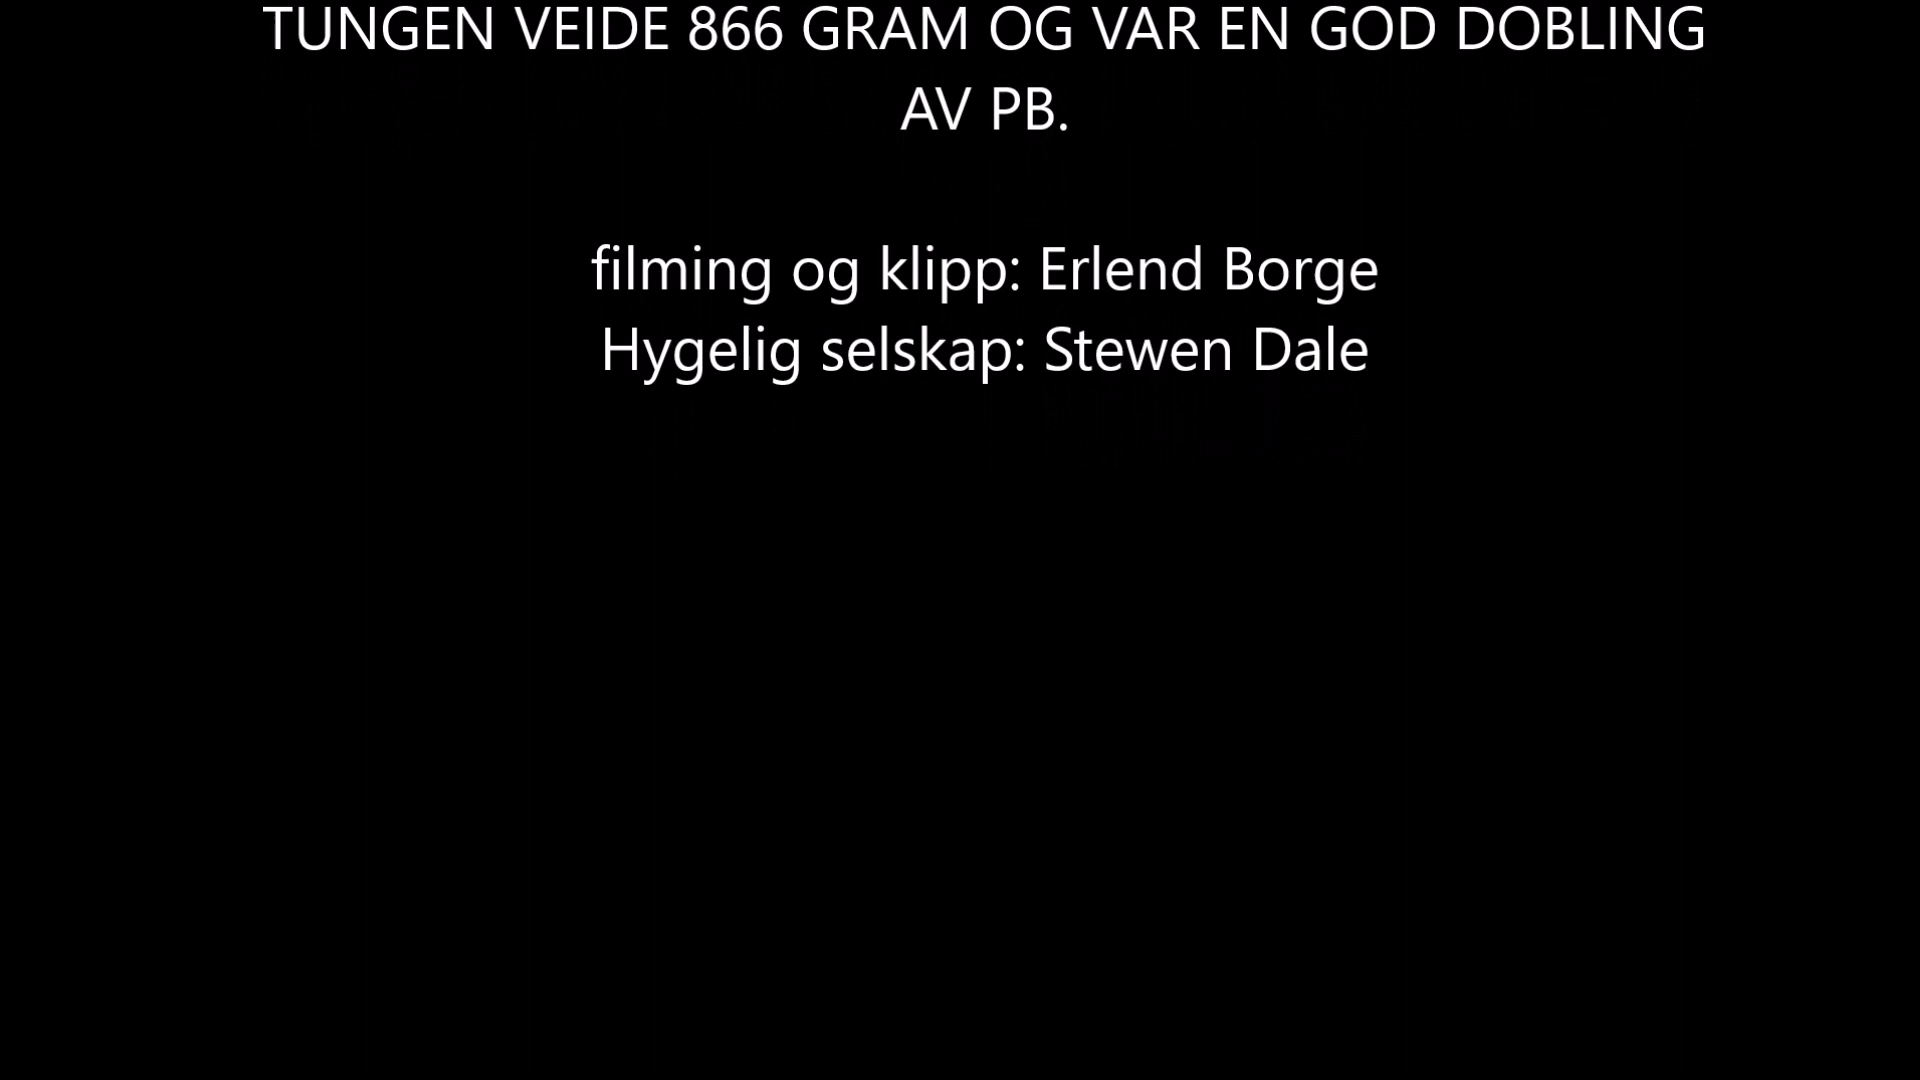 TUNGEN VEIDE 866 GRAM OG VAR EN GOD DOBLING
AV PB.
filming og klipp: Erlend Borge
Hygelig selskap: Stewen Dale